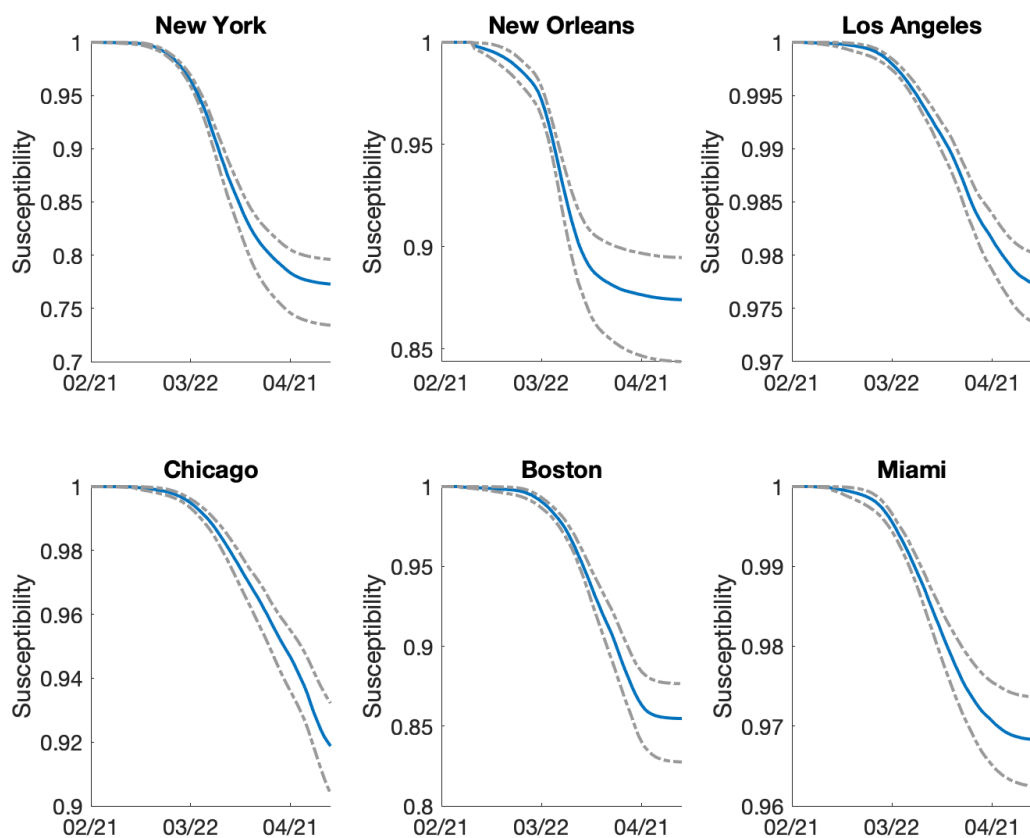 New York
Susceptibility
1
0.95
0.9
0.85
0.8
0.75
0.7
02/21 03/22 04/21
New Orleans
Susceptibility
1
0.95
0.9
0.85
02/21 03/22 04/21
Los Angeles
Susceptibility
1
0.995
0.99
0.985
0.98
0.975
0.97
02/21 03/22 04/21
Chicago
Susceptibility
1
0.98
0.96
0.94
0.92
0.9
02/21 03/22 04/21
Boston
Susceptibility
1
0.95
0.9
0.85
0.8
02/21 03/22 04/21
Miami
Susceptibility
1
0.99
0.98
0.97
0.96
02/21 03/22 04/21